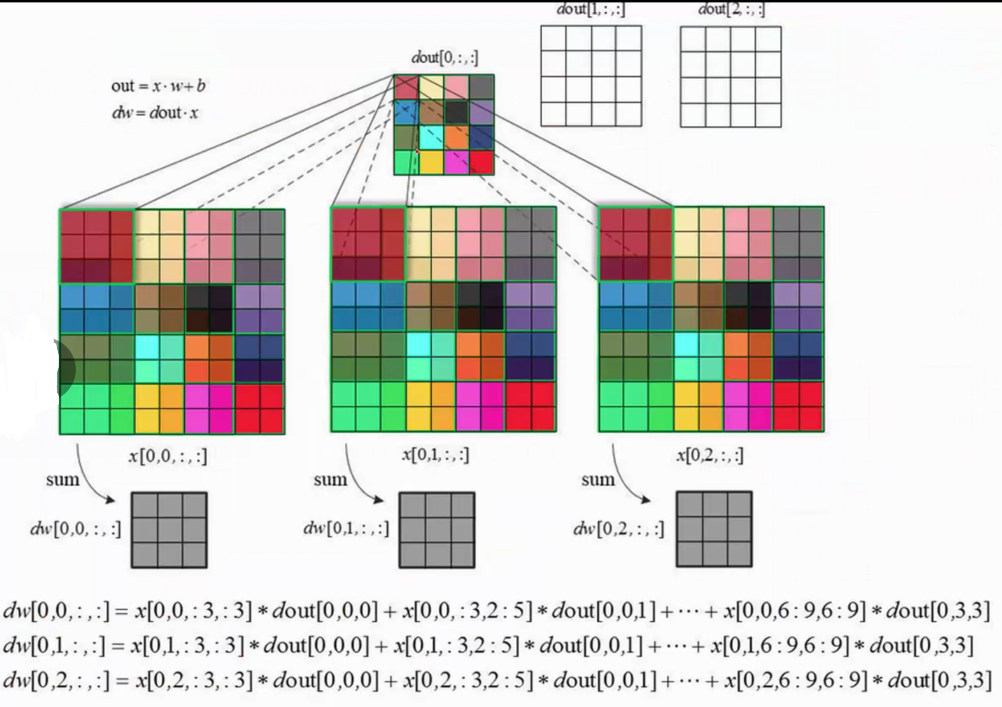 dout[1,:,:]
dout[2,:,:]
dout[0,:,:]
out = x · w + b
dw = dout · x
x[0,0,:,:]
x[0,1,:,:]
x[0,2,:,:]
sum
sum
sum
dw[0,0,:,:]
dw[0,1,:,:]
dw[0,2,:,:]
dw[0,0,:,:] = x[0,0,:3,:3] * dout[0,0,0] + x[0,0,:3,2:5] * dout[0,0,1] + ··· + x[0,0,6:9,6:9] * dout[0,3,3]
dw[0,1,:,:] = x[0,1,:3,:3] * dout[0,0,0] + x[0,1,:3,2:5] * dout[0,0,1] + ··· + x[0,1,6:9,6:9] * dout[0,3,3]
dw[0,2,:,:] = x[0,2,:3,:3] * dout[0,0,0] + x[0,2,:3,2:5] * dout[0,0,1] + ··· + x[0,2,6:9,6:9] * dout[0,3,3]